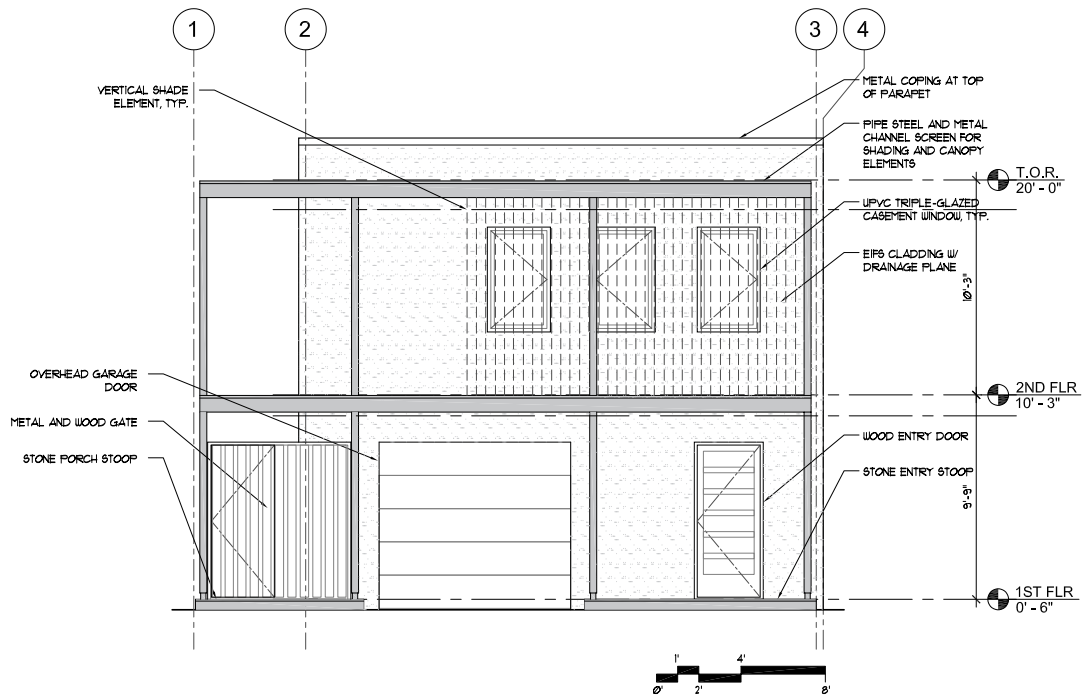 1
2
3
4
VERTICAL SHADE
ELEMENT, TYP.
METAL COPING AT TOP
OF PARAPET
PIPE STEEL AND METAL
CHANNEL SCREEN FOR
SHADING AND CANOPY
ELEMENTS
T.O.R.
20' - 0"
UPVC TRIPLE-GLAZED
CASEMENT WINDOW, TYP.
EIFS CLADDING W/
DRAINAGE PLANE
10'-3"
OVERHEAD GARAGE
DOOR
2ND FLR
10' - 3"
METAL AND WOOD GATE
WOOD ENTRY DOOR
STONE PORCH STOOP
STONE ENTRY STOOP
9'-9"
1ST FLR
0' - 6"
1'
4'
0'
2'
8'